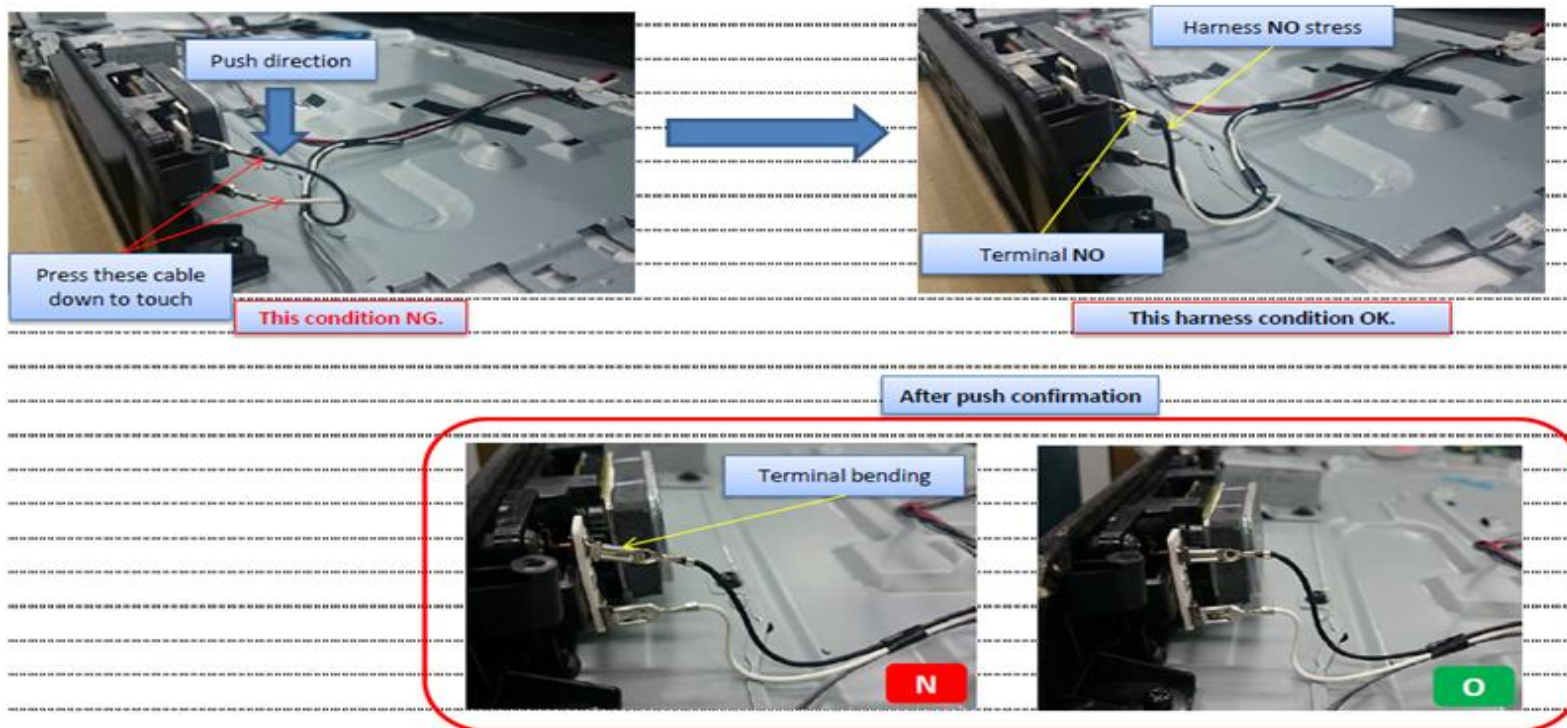 Push direction
Harness NO stress
Press these cable
down to touch
Terminal NO
This condition NG.
This harness condition OK.
After push confirmation
Terminal bending
N
O